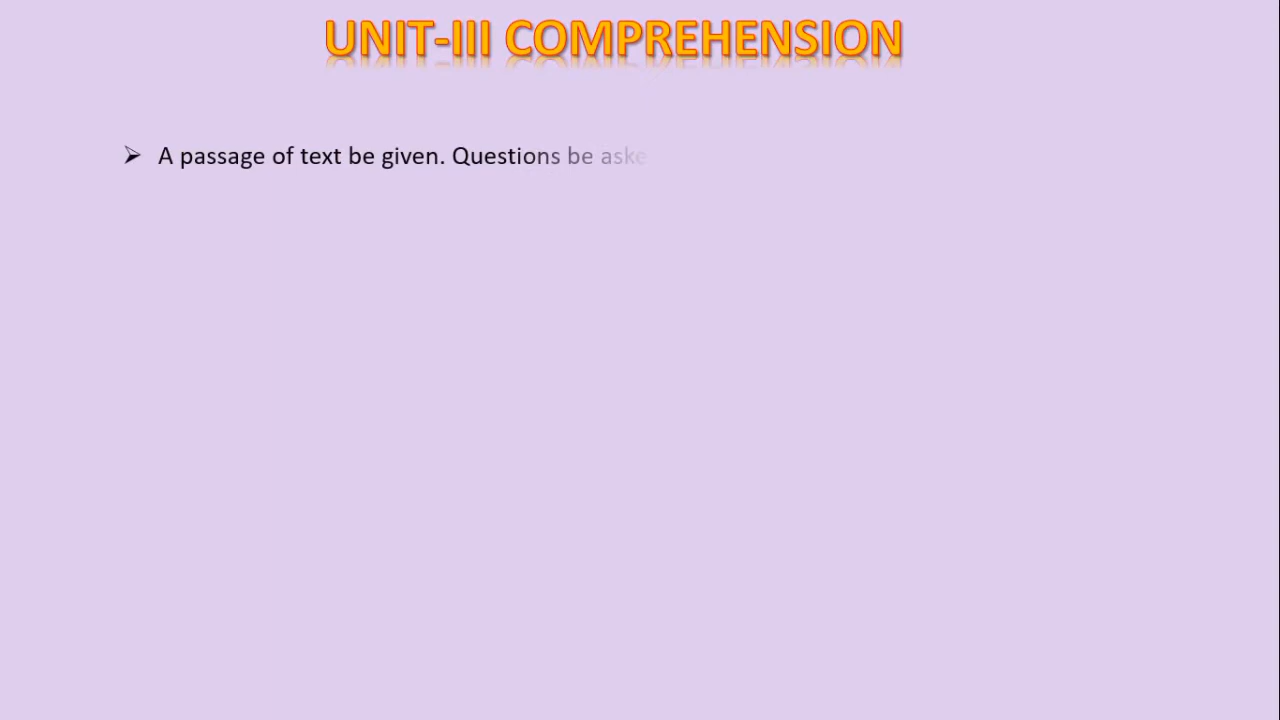 UNIT-III COMPREHENSION
A passage of text be given. Questions be aske